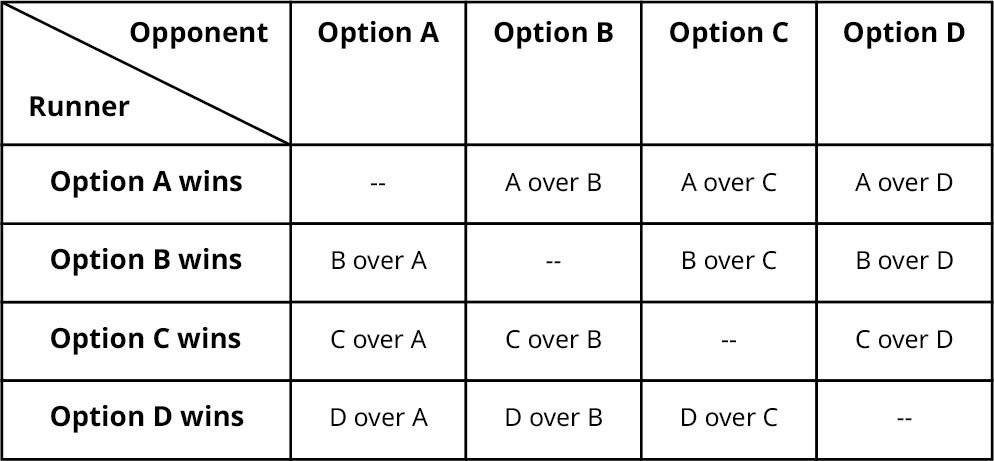 Opponent Option A Option B Option C Option D
Runner
Option A wins -- A over B A over C A over D
Option B wins B over A -- B over C B over D
Option C wins C over A C over B -- C over D
Option D wins D over A D over B D over C --